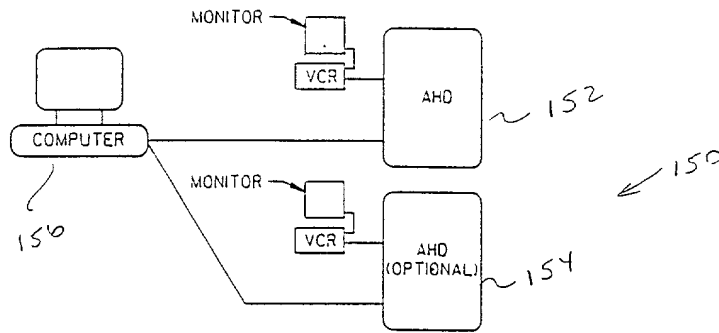 MONITOR
VCR
AHD
152
COMPUTER
156
150
MONITOR
VCR
AHD
(OPTIONAL)
154